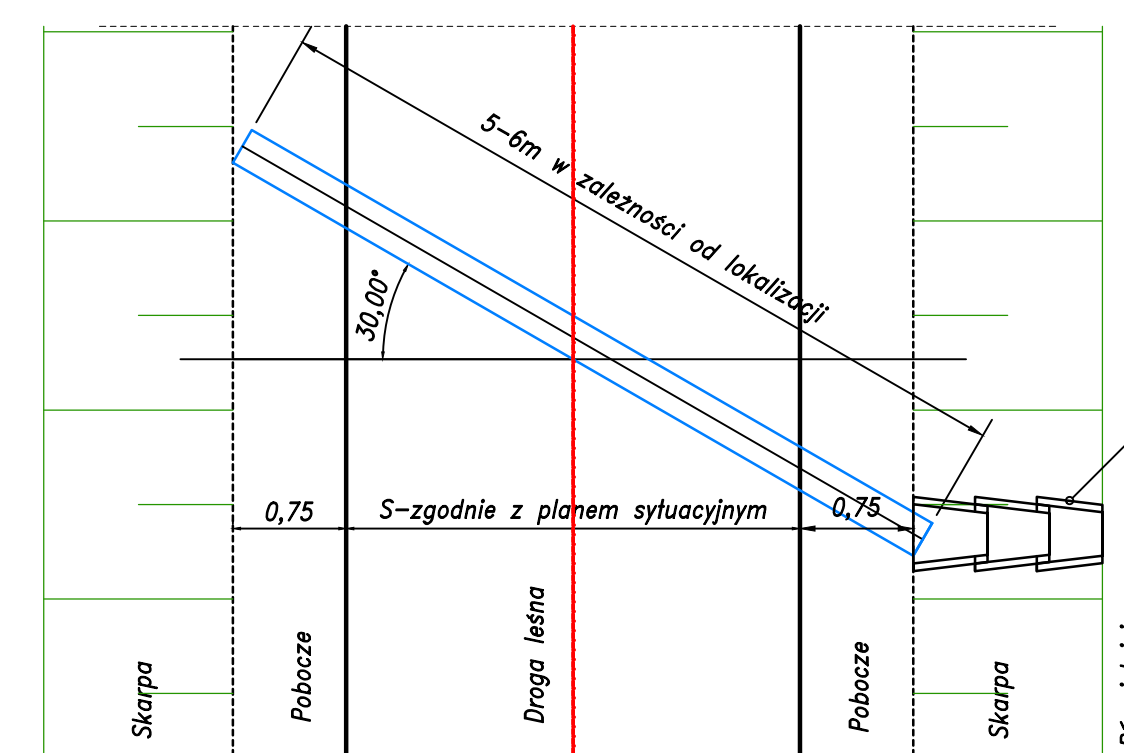 5-6m w zależności od lokalizacji
30,00°
0,75
S-zgodnie z planem sytuacyjnym
0,75
Skarpa
Pobocze
Droga leśna
Pobocze
Skarpa